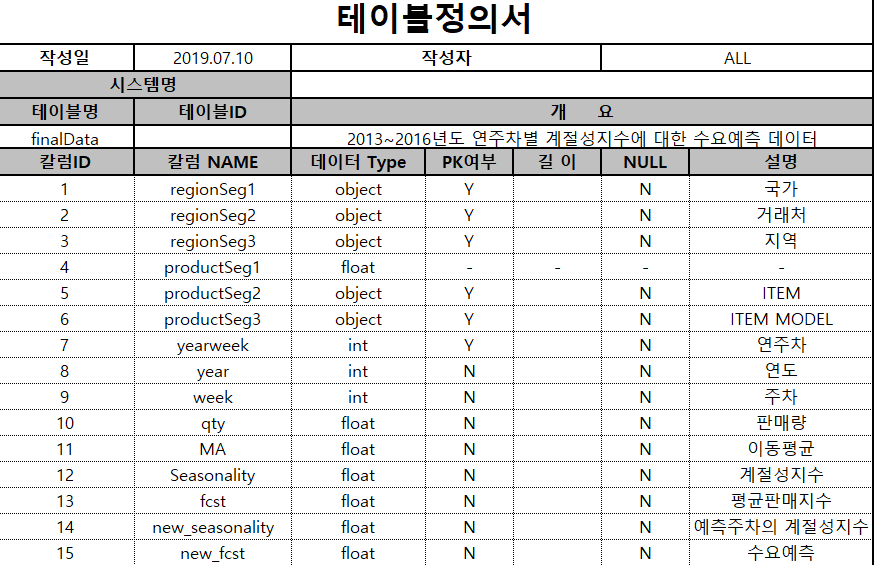 테이블정의서
작성일 2019.07.10 작성자 ALL
시스템명
테이블명 테이블ID 개 요
finalData 2013~2016년도 연주차별 계절성지수에 대한 수요예측 데이터
칼럼ID 칼럼 NAME 데이터 Type PK여부 길 이 NULL 설명
1 regionSeg1 object Y N 국가
2 regionSeg2 object Y N 거래처
3 regionSeg3 object Y N 지역
4 productSeg1 float - - - -
5 productSeg2 object Y N ITEM
6 productSeg3 object Y N ITEM MODEL
7 yearweek int Y N 연주차
8 year int N N 연도
9 week int N N 주차
10 qty float N N 판매량
11 MA float N N 이동평균
12 Seasonality float N N 계절성지수
13 fcst float N N 평균판매지수
14 new_seasonality float N N 예측주차의 계절성지수
15 new_fcst float N N 수요예측